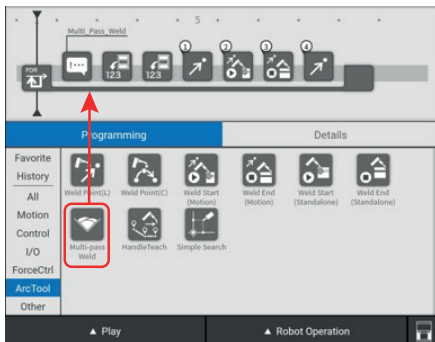 5
Multi_Pass_Weld
1 2 3 4
FOR
123 123
Programming Details
Favorite
History
All
Motion
Control
I/O
ForceCtrl
ArcTool
Other
Weld Point(L) Weld Point(C) Weld Start (Motion) Weld End (Motion) Weld Start (Standalone) Weld End (Standalone)
Multi-pass Weld HandleTeach Simple Search
▲ Play ▲ Robot Operation